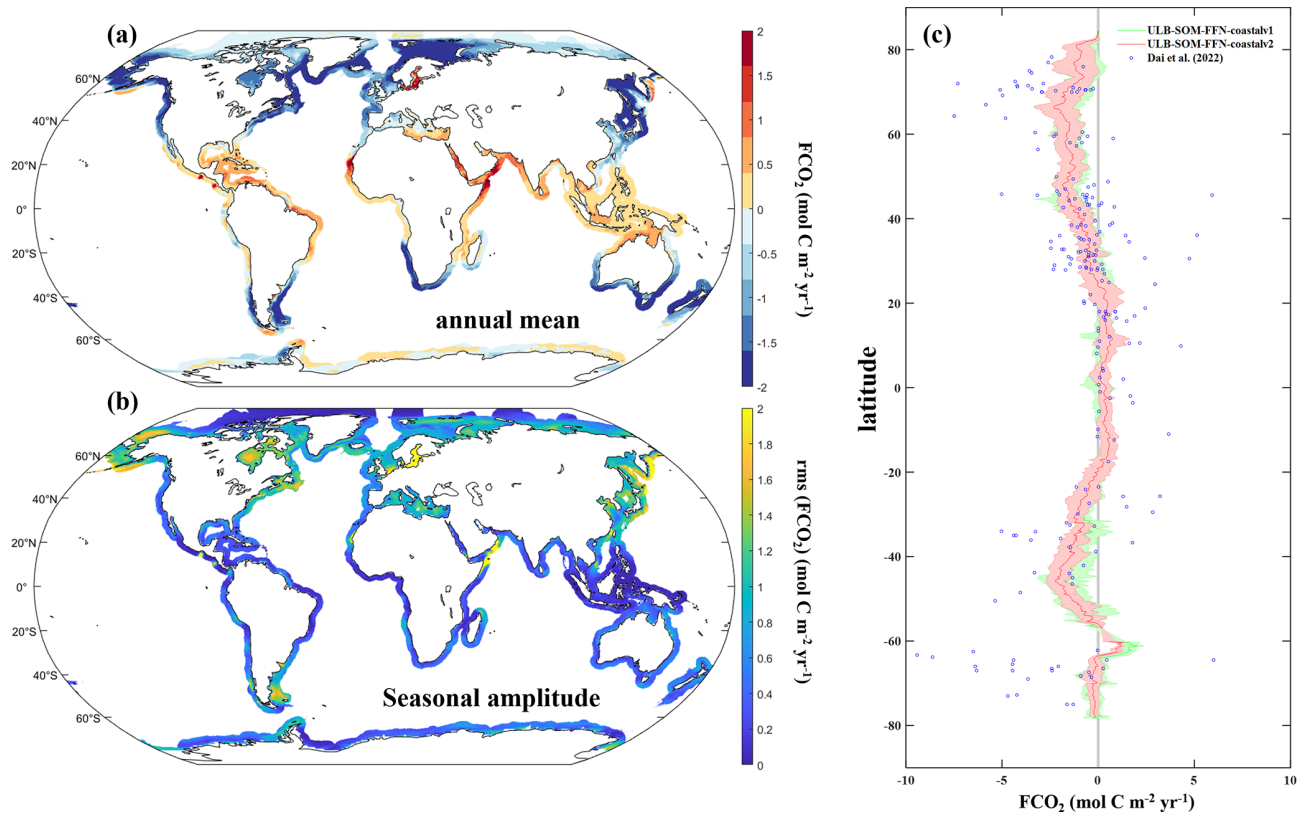 (a)
60°N
40°N
20°N
0°
20°S
40°S
60°S
annual mean
2
1.5
1
0.5
0
-0.5
-1
-1.5
-2
FCO₂ (mol C m⁻² yr⁻¹)
(b)
60°N
40°N
20°N
0°
20°S
40°S
60°S
Seasonal amplitude
2
1.8
1.6
1.4
1.2
1
0.8
0.6
0.4
0.2
0
rms (FCO₂) (mol C m⁻² yr⁻¹)
(c)
ULB-SOM-FFN-coastalv1
ULB-SOM-FFN-coastalv2
Dai et al. (2022)
latitude
80
60
40
20
0
-20
-40
-60
-80
-10
-5
0
5
10
FCO₂ (mol C m⁻² yr⁻¹)